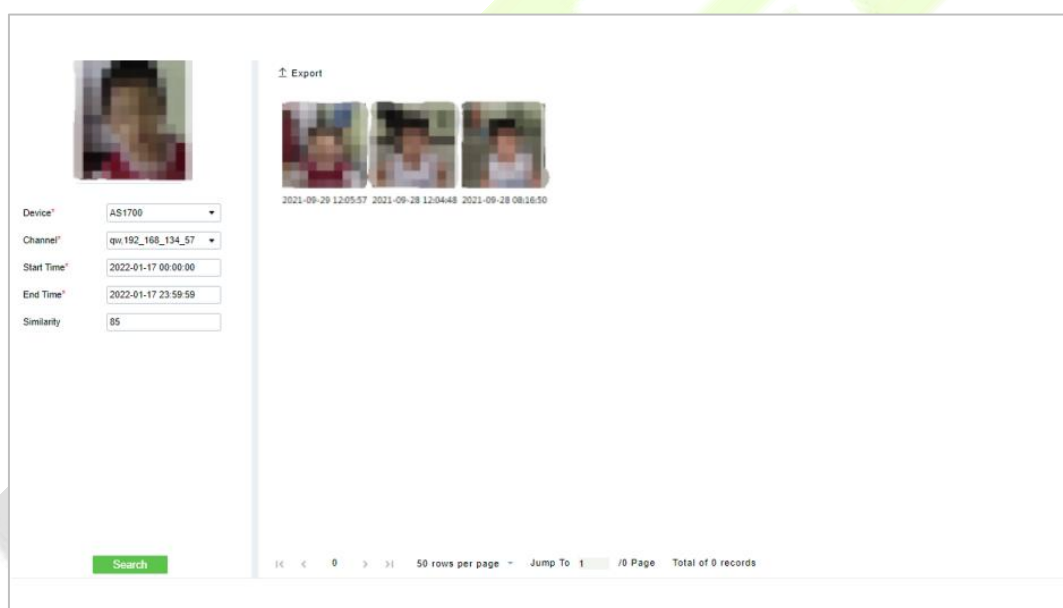 Export
2021-09-29 12:05:57 2021-09-28 12:04:48 2021-09-28 08:16:50
Device* AS1700
Channel* qw,192_168_134_57
Start Time* 2022-01-17 00:00:00
End Time* 2022-01-17 23:59:59
Similarity 85
Search
0 50 rows per page Jump To 1 /0 Page Total of 0 records